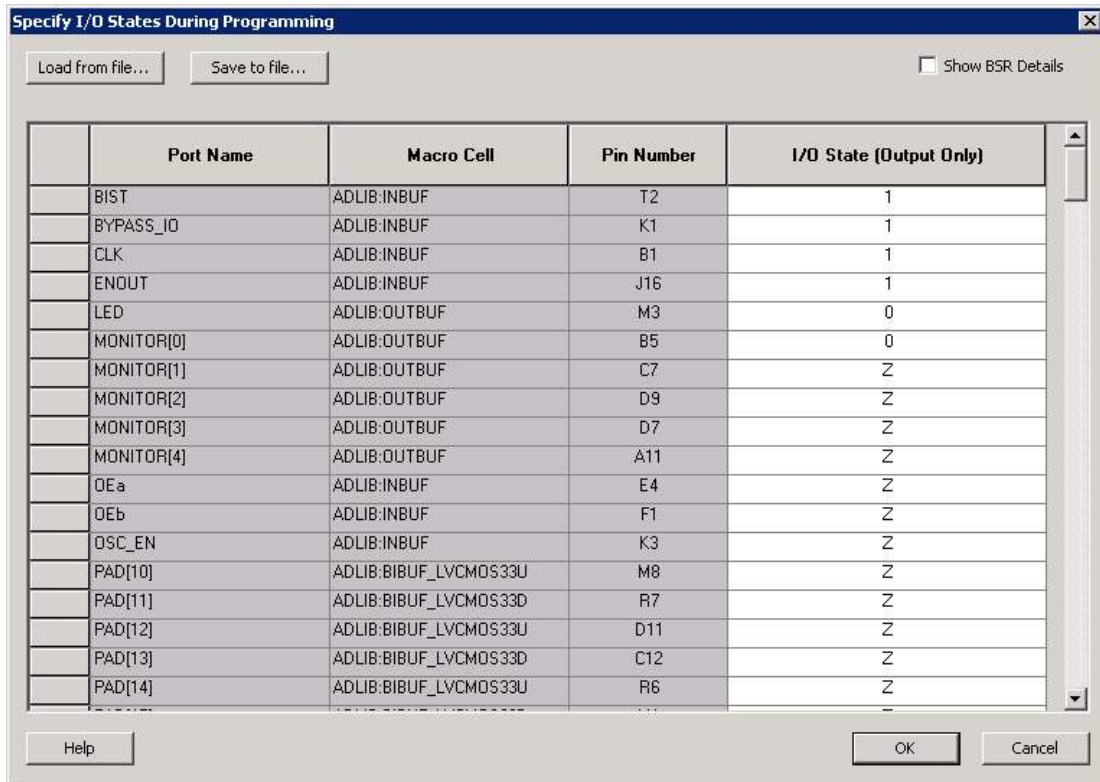 Specify I/O States During Programming
Load from file... Save to file... Show BSR Details
Port Name Macro Cell Pin Number I/O State (Output Only)
BIST ADLIB:INBUF T2 1
BYPASS_IO ADLIB:INBUF K1 1
CLK ADLIB:INBUF B1 1
ENOUT ADLIB:INBUF J16 1
LED ADLIB:OUTBUF M3 0
MONITOR[0] ADLIB:OUTBUF B5 0
MONITOR[1] ADLIB:OUTBUF C7 Z
MONITOR[2] ADLIB:OUTBUF D9 Z
MONITOR[3] ADLIB:OUTBUF D7 Z
MONITOR[4] ADLIB:OUTBUF A11 Z
OEa ADLIB:INBUF E4 Z
OEb ADLIB:INBUF F1 Z
OSC_EN ADLIB:INBUF K3 Z
PAD[10] ADLIB:BIBUF_LVCMOS33U M8 Z
PAD[11] ADLIB:BIBUF_LVCMOS33D R7 Z
PAD[12] ADLIB:BIBUF_LVCMOS33U D11 Z
PAD[13] ADLIB:BIBUF_LVCMOS33D C12 Z
PAD[14] ADLIB:BIBUF_LVCMOS33U R6 Z
Help OK Cancel